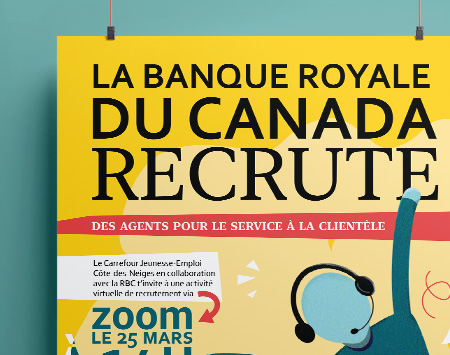 LA BANQUE ROYALE
DU CANADA
RECRUTE
DES AGENTS POUR LE SERVICE À LA CLIENTÈLE
Le Carrefour Jeunesse-Emploi
Côte-des-Neiges en collaboration
avec la RBC t'invite à une activité
virtuelle de recrutement via
zoom
LE 25 MARS